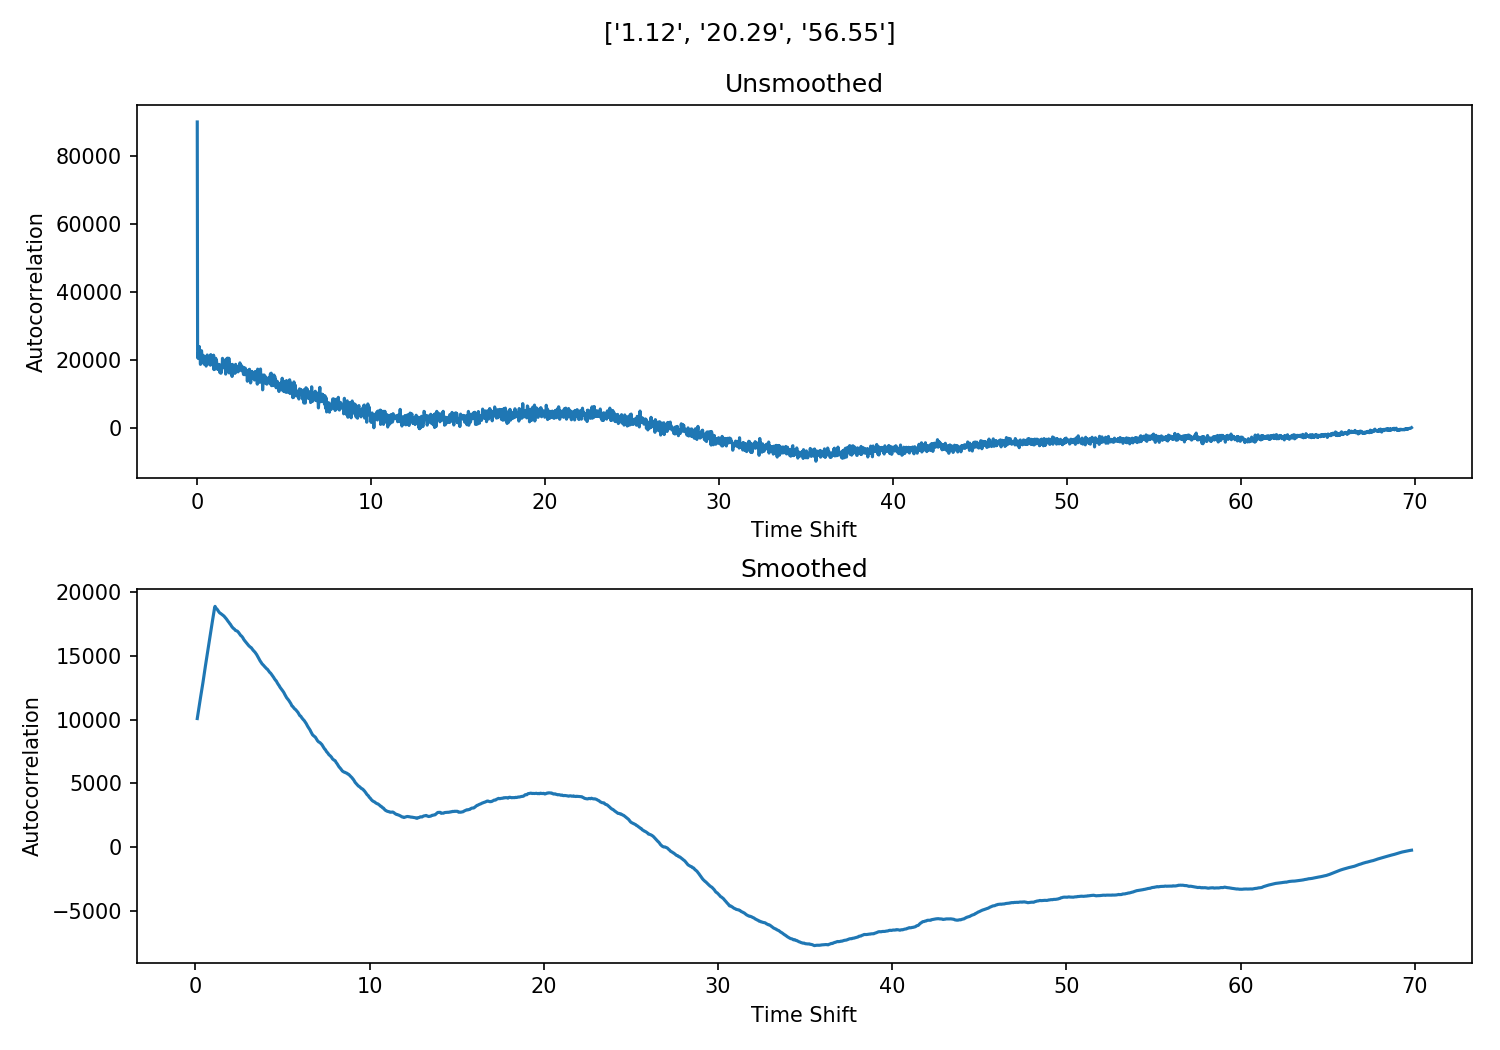 ['1.12', '20.29', '56.55']
Unsmoothed
80000
60000
40000
20000
0
Autocorrelation
0 10 20 30 40 50 60 70
Time Shift
Smoothed
20000
15000
10000
5000
0
−5000
Autocorrelation
0 10 20 30 40 50 60 70
Time Shift